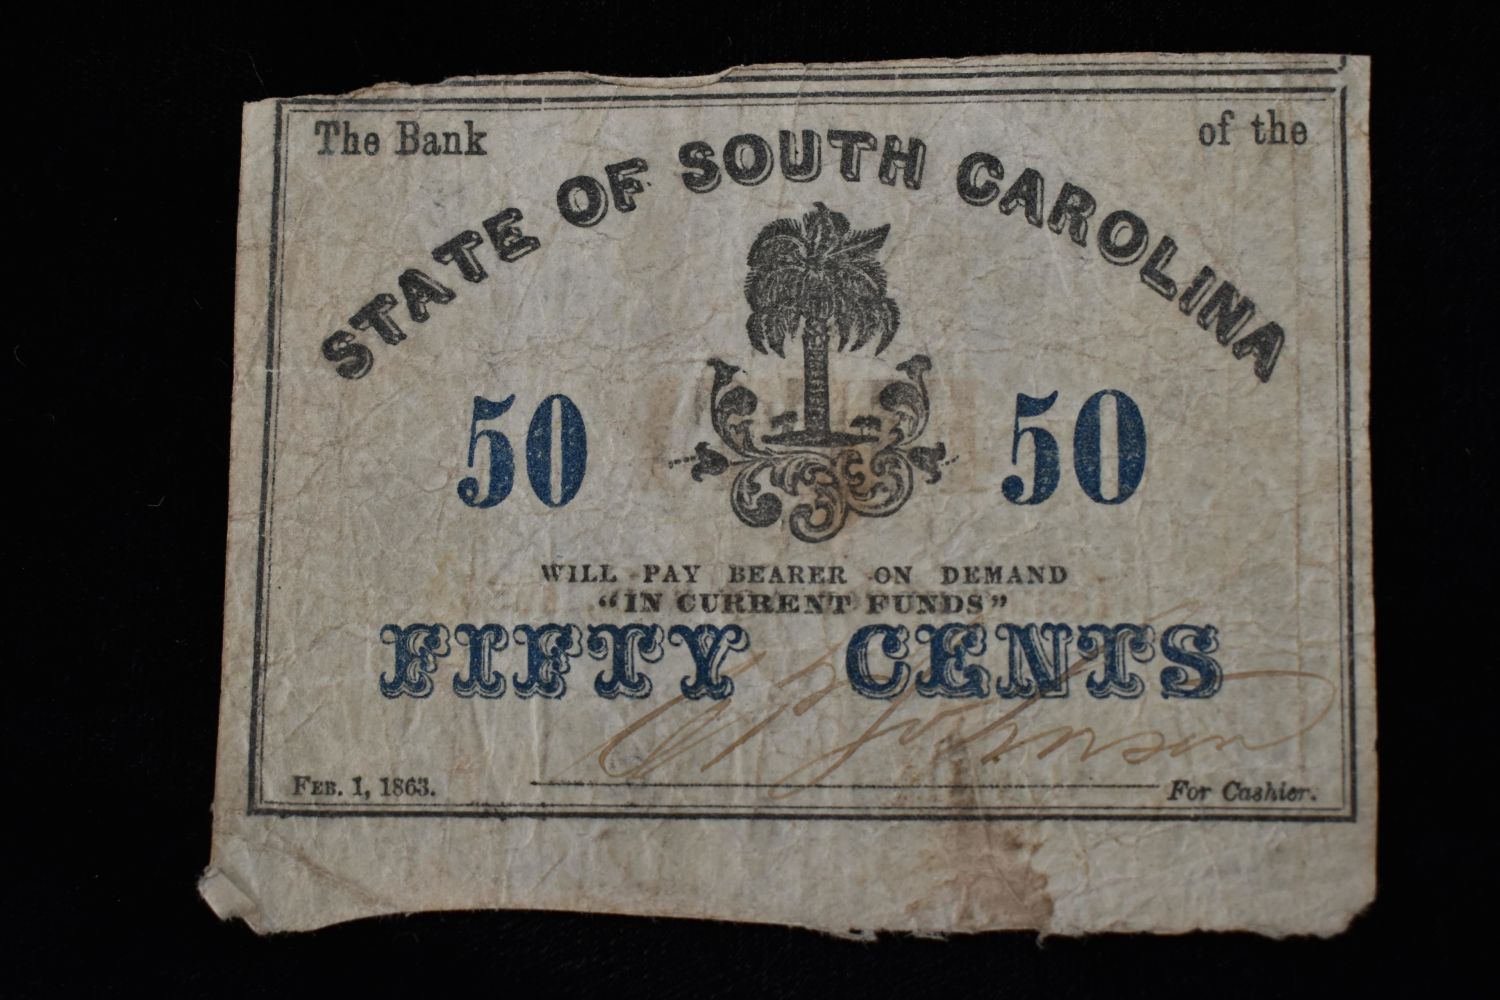 The Bank of the
STATE OF SOUTH CAROLINA
50 50
WILL PAY BEARER ON DEMAND
"IN CURRENT FUNDS"
FIFTY CENTS
Johnson
FEB. 1, 1863. For Cashier.